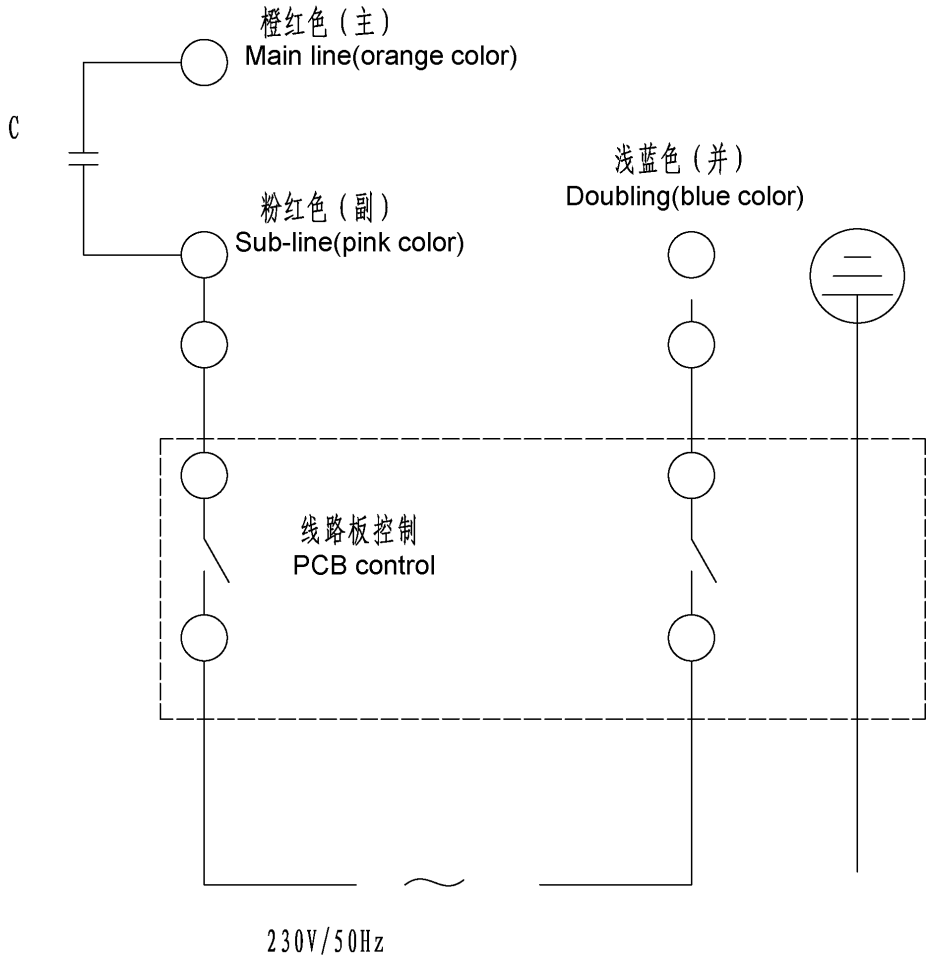 橙红色（主）
Main line(orange color)
C
浅蓝色（并）
Doubling(blue color)
粉红色（副）
Sub-line(pink color)
线路板控制
PCB control
230V/50Hz